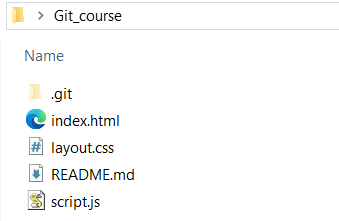 Git_course
Name
.git
index.html
layout.css
README.md
script.js